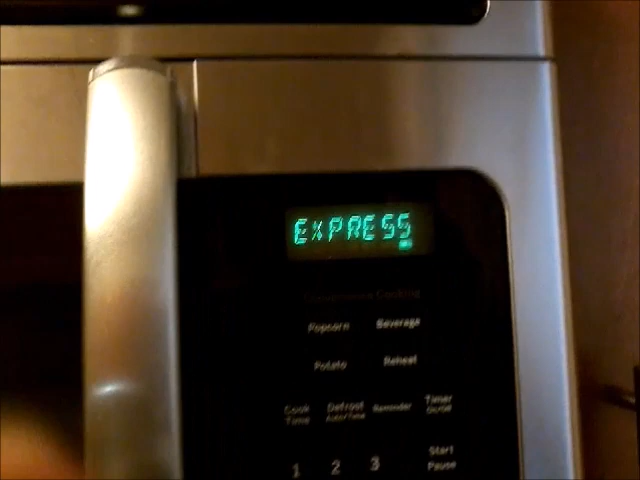 EXPRESS
Convenience Cooking
Popcorn Beverage
Potato Reheat
Cook Time Defrost Auto/Time Reminder Timer On/Off
1 2 3 Start Pause